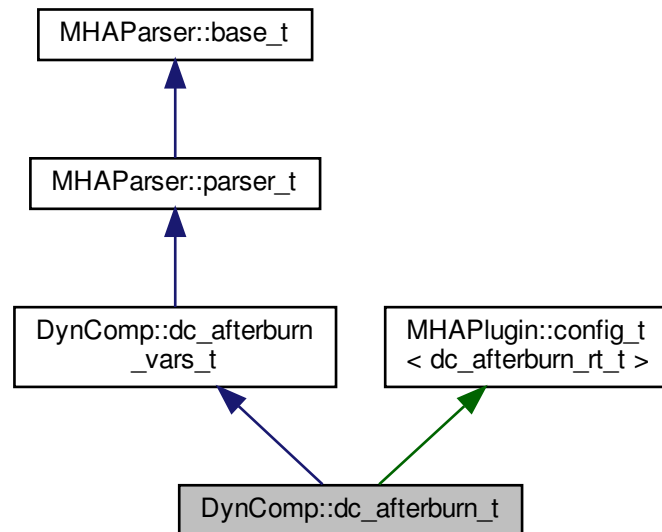 MHAParser::base_t
MHAParser::parser_t
DynComp::dc_afterburn
_vars_t
MHAPlugin::config_t
< dc_afterburn_rt_t >
DynComp::dc_afterburn_t